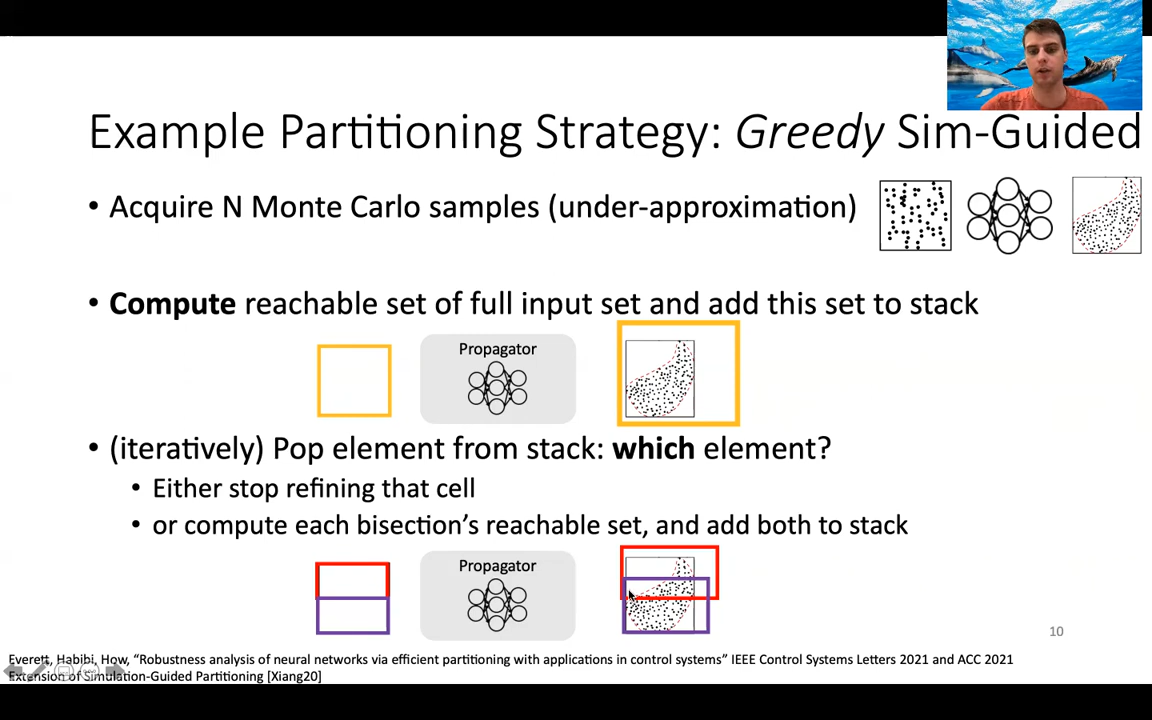 Example Partitioning Strategy: Greedy Sim-Guided
• Acquire N Monte Carlo samples (under-approximation)
• Compute reachable set of full input set and add this set to stack
Propagator
• (iteratively) Pop element from stack: which element?
• Either stop refining that cell
• or compute each bisection’s reachable set, and add both to stack
Propagator
10
Everett, Habibi, How, “Robustness analysis of neural networks via efficient partitioning with applications in control systems” IEEE Control Systems Letters 2021 and ACC 2021
Extension of Simulation-Guided Partitioning [Xiang20]